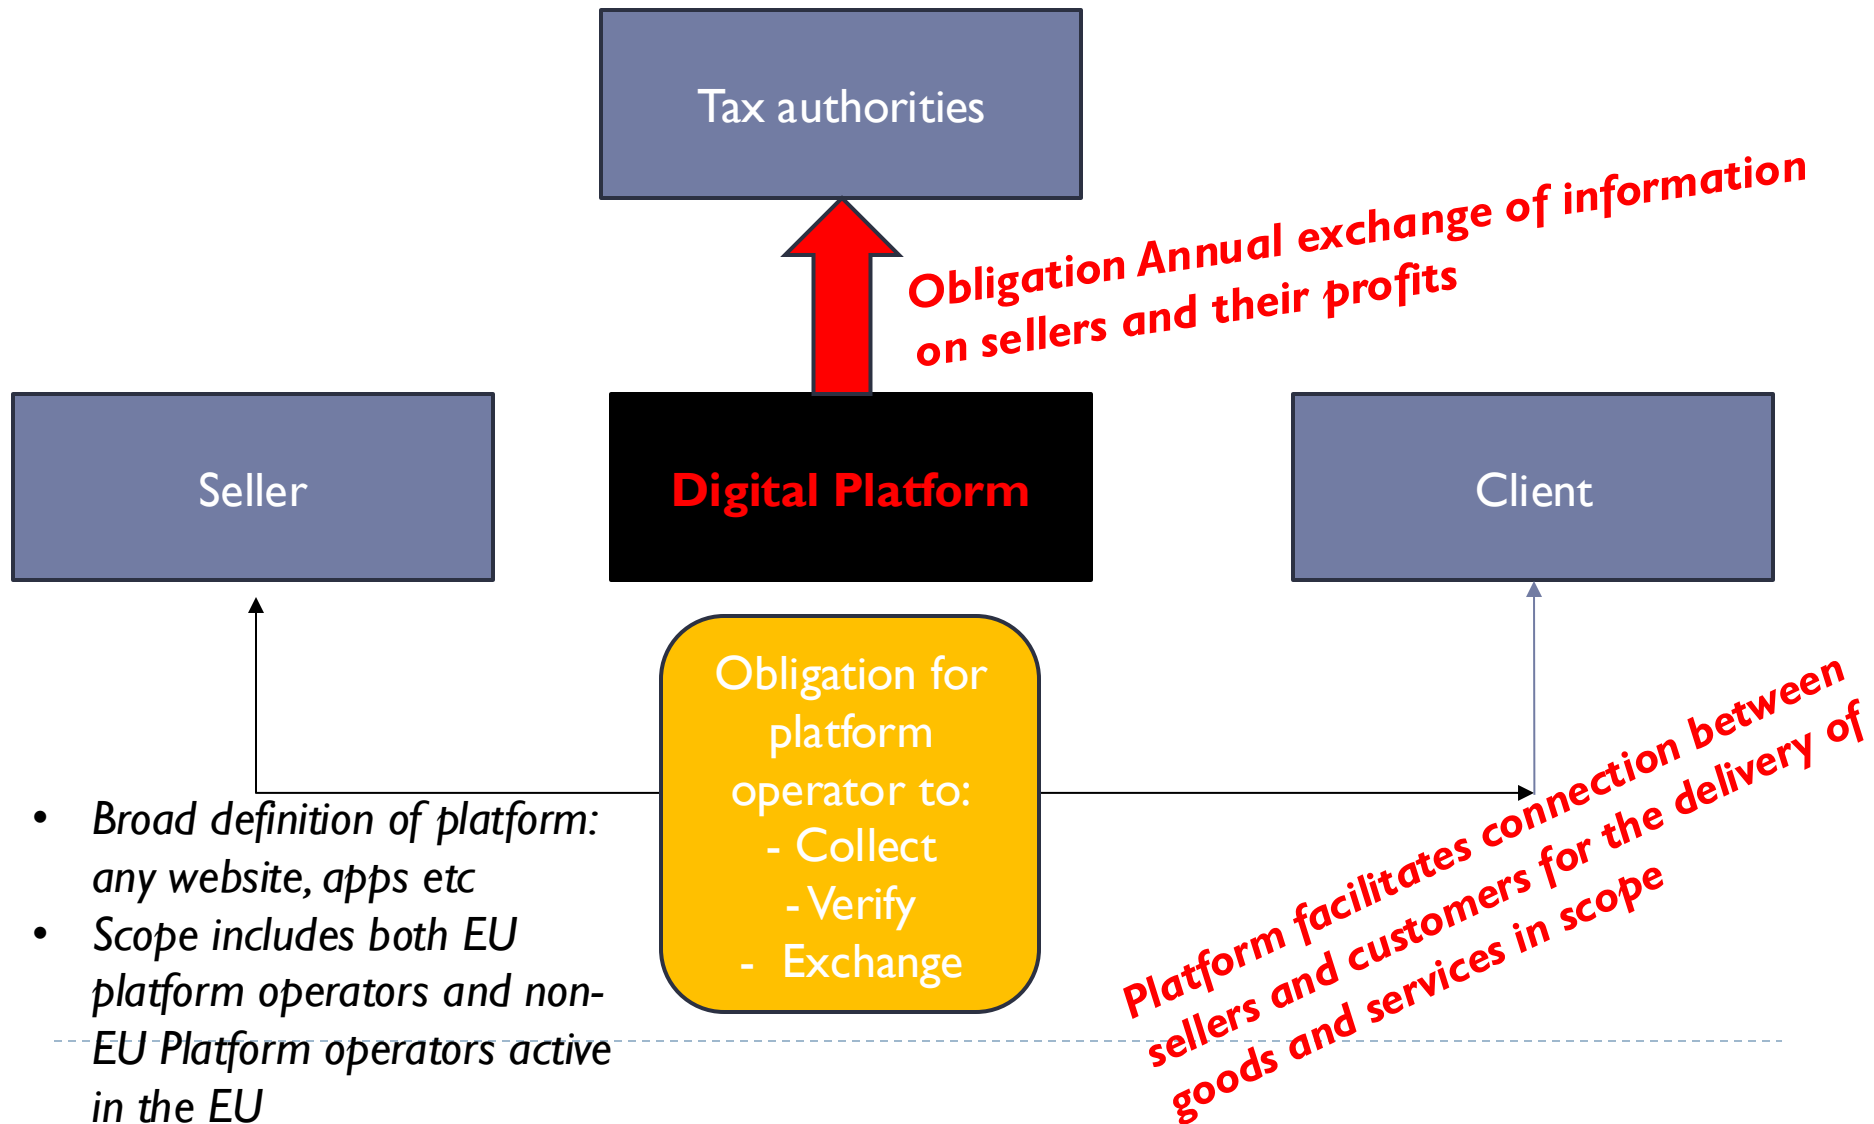 Tax authorities
Obligation Annual exchange of information
on sellers and their profits
Seller
Digital Platform
Client
Obligation for
platform
operator to:
- Collect
- Verify
- Exchange
• Broad definition of platform:
any website, apps etc
• Scope includes both EU
platform operators and non-
EU Platform operators active
in the EU
Platform facilitates connection between
sellers and customers for the delivery of
goods and services in scope